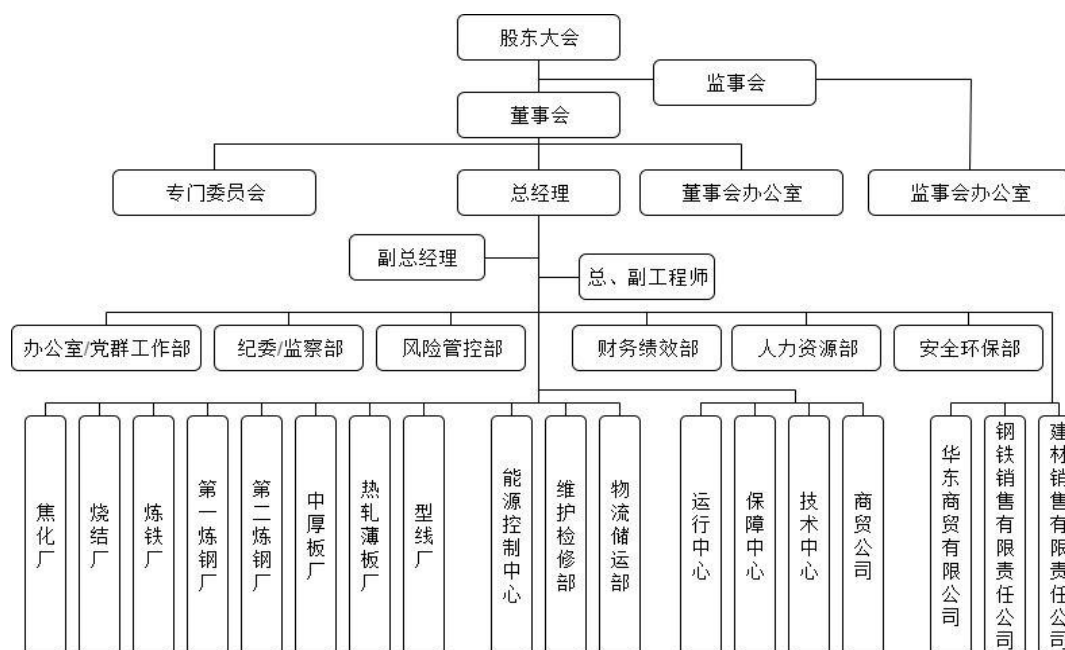 股东大会
监事会
董事会
专门委员会
总经理
董事会办公室
监事会办公室
副总经理
总、副工程师
办公室/党群工作部
纪委/监察部
风险管控部
财务绩效部
人力资源部
安全环保部
焦化厂
烧结厂
炼铁厂
第一炼钢厂
第二炼钢厂
中厚板厂
热轧薄板厂
型线厂
能源控制中心
维护检修部
物流储运部
运行中心
保障中心
技术中心
商贸公司
华东商贸有限公司
钢铁销售有限责任公司
建材销售有限责任公司